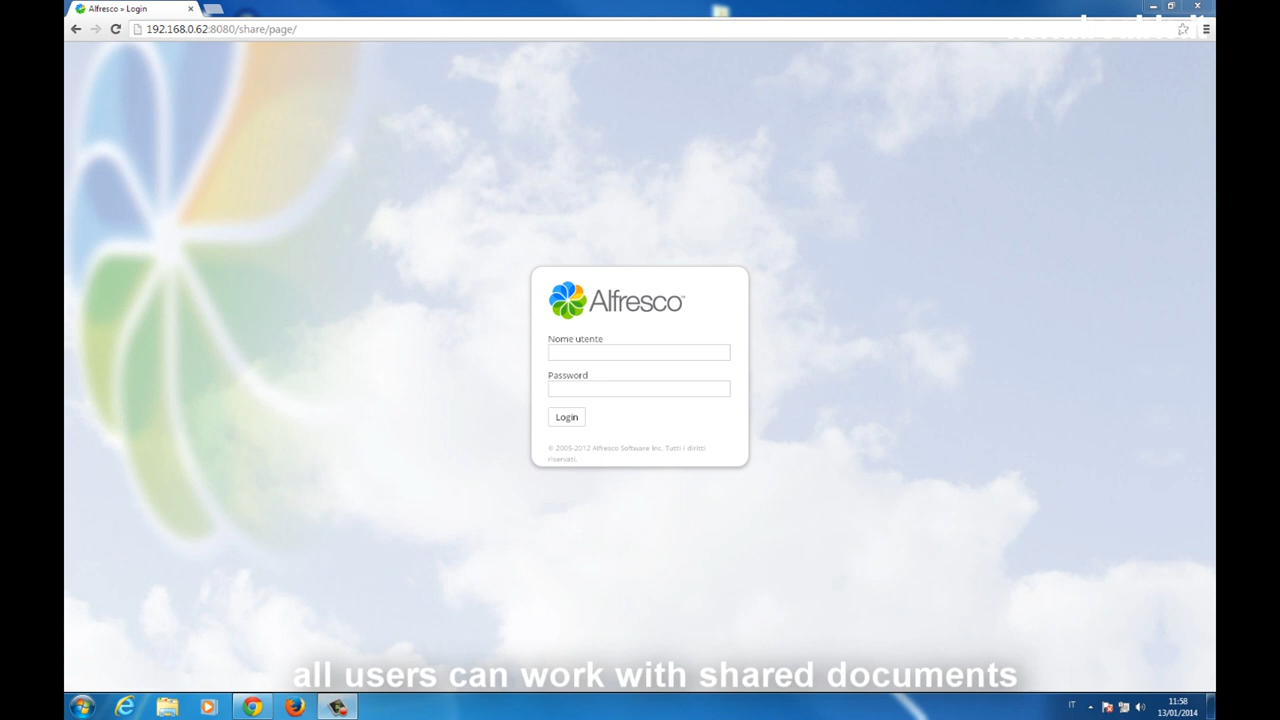 Alfresco » Login
192.168.0.62:8080/share/page/
Alfresco
Nome utente
Password
Login
© 2005-2012 Alfresco Software Inc. Tutti i diritti
riservati.
all users can work with shared documents
IT
11:58
13/01/2014